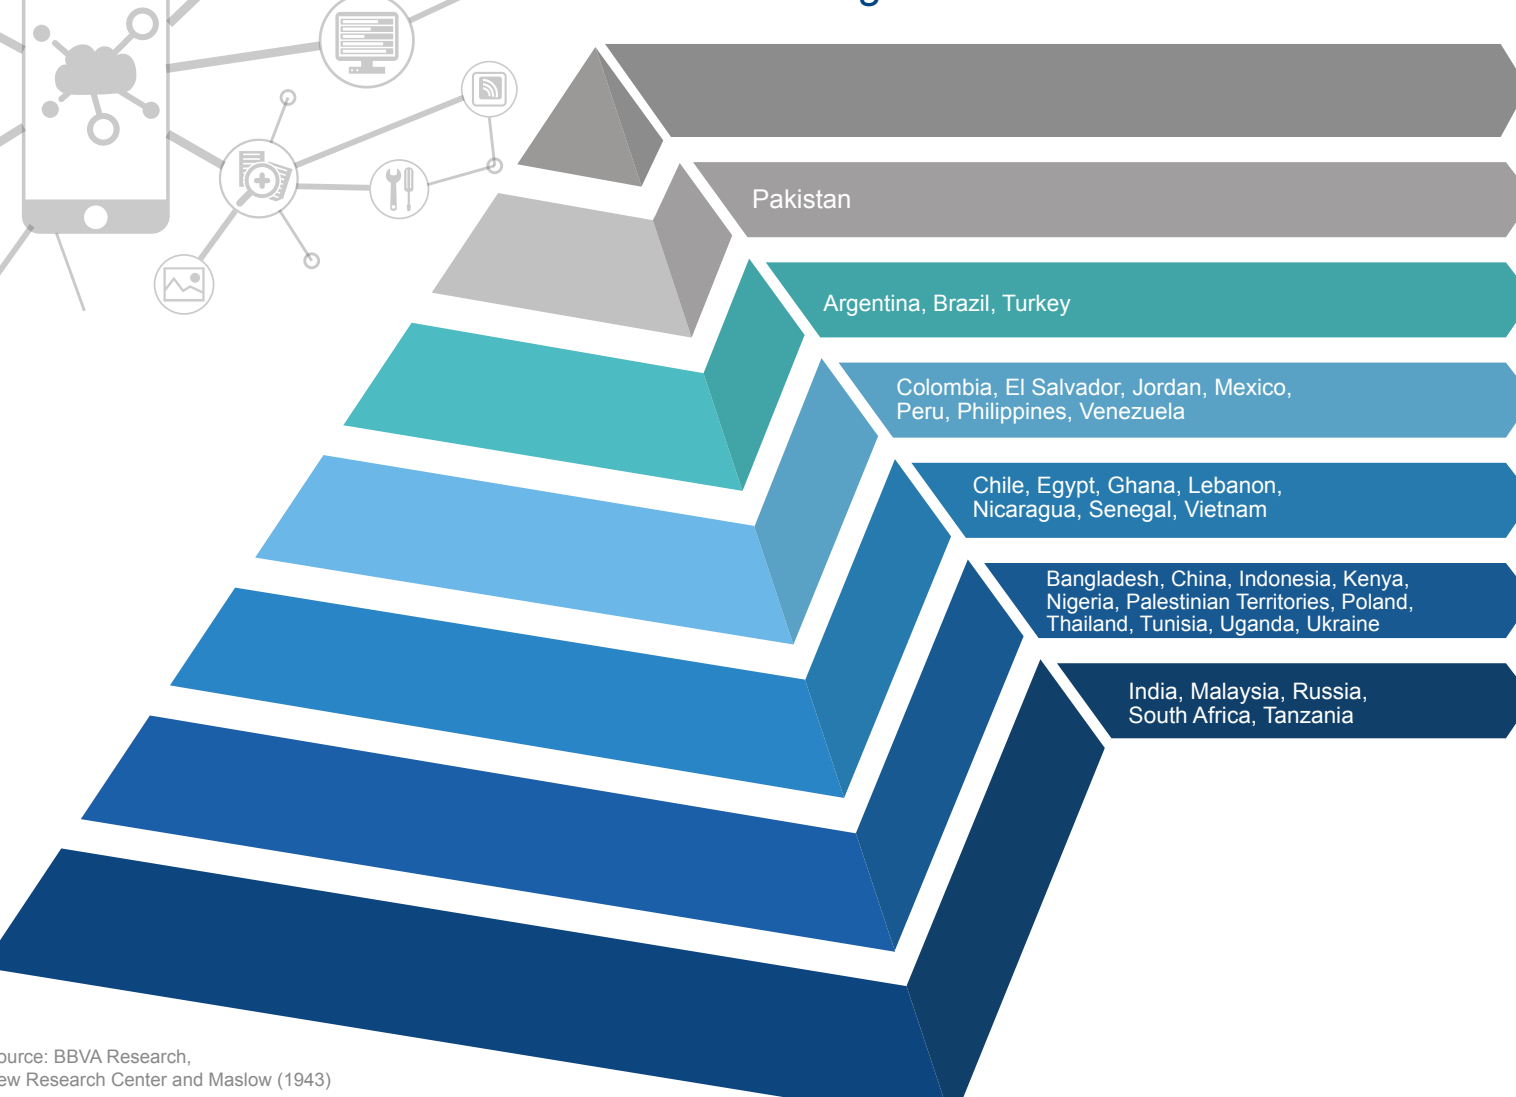 Pakistan
Argentina, Brazil, Turkey
Colombia, El Salvador, Jordan, Mexico,
Peru, Philippines, Venezuela
Chile, Egypt, Ghana, Lebanon,
Nicaragua, Senegal, Vietnam
Bangladesh, China, Indonesia, Kenya,
Nigeria, Palestinian Territories, Poland,
Thailand, Tunisia, Uganda, Ukraine
India, Malaysia, Russia,
South Africa, Tanzania
ource: BBVA Research,
ew Research Center and Maslow (1943)